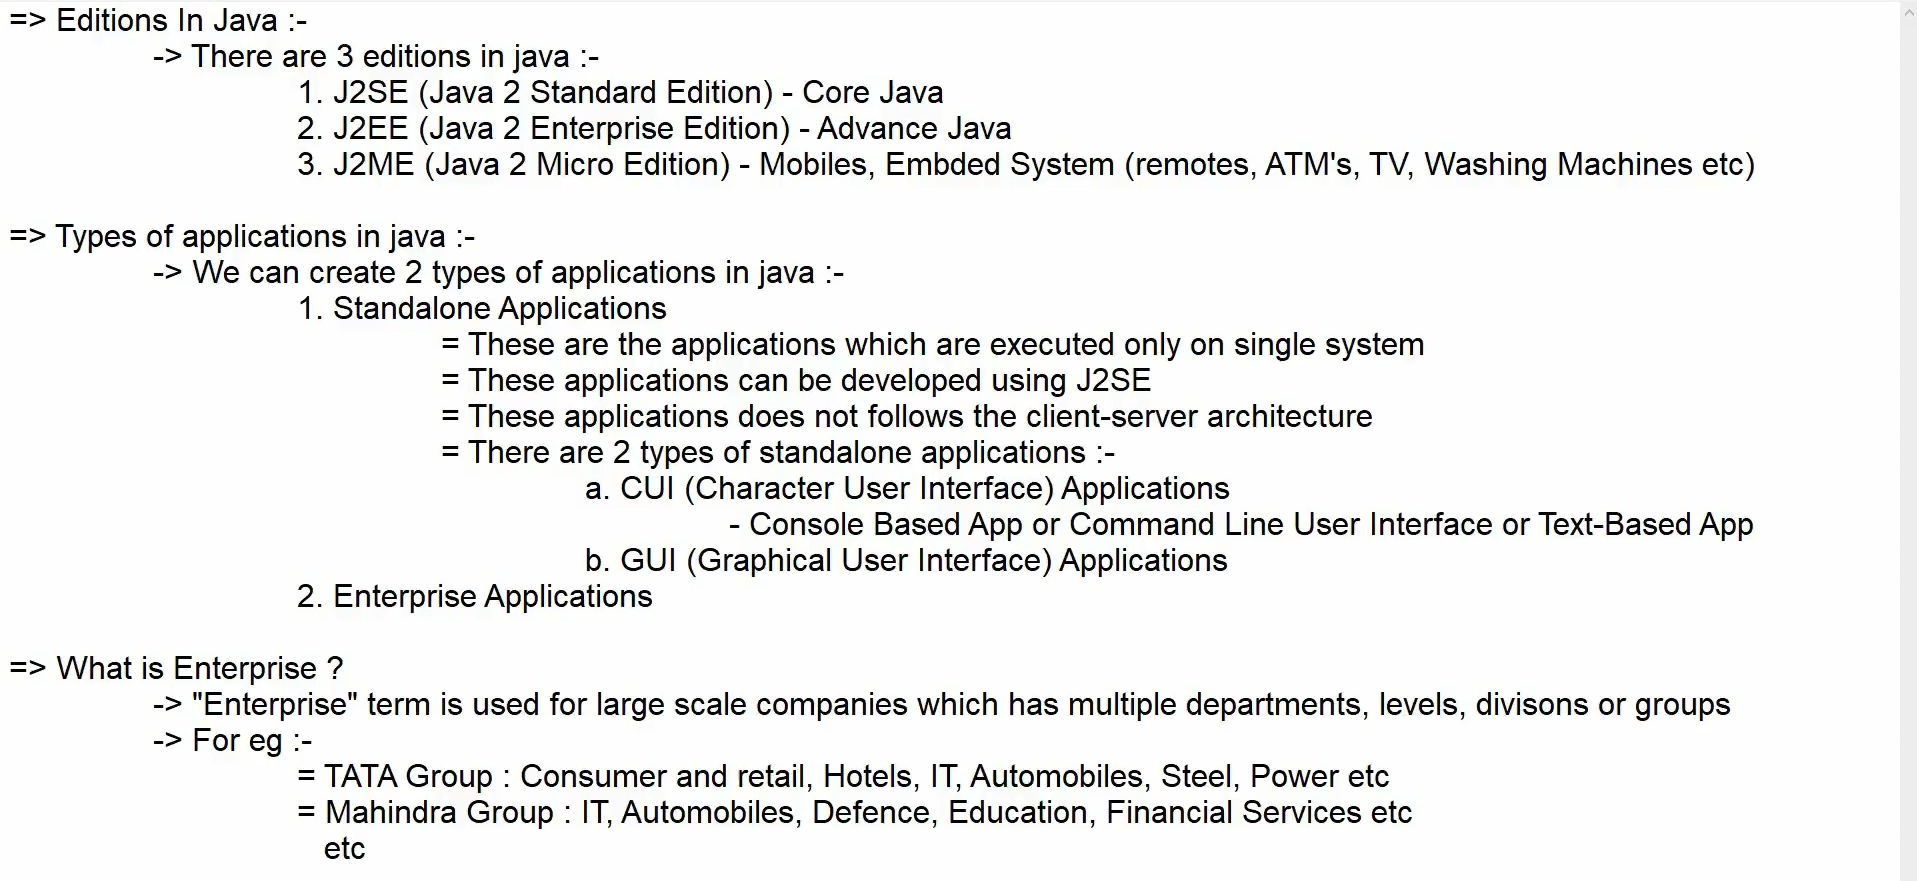 => Editions In Java :-
-> There are 3 editions in java :-
1. J2SE (Java 2 Standard Edition) - Core Java
2. J2EE (Java 2 Enterprise Edition) - Advance Java
3. J2ME (Java 2 Micro Edition) - Mobiles, Embded System (remotes, ATM's, TV, Washing Machines etc)
=> Types of applications in java :-
-> We can create 2 types of applications in java :-
1. Standalone Applications
= These are the applications which are executed only on single system
= These applications can be developed using J2SE
= These applications does not follows the client-server architecture
= There are 2 types of standalone applications :-
a. CUI (Character User Interface) Applications
- Console Based App or Command Line User Interface or Text-Based App
b. GUI (Graphical User Interface) Applications
2. Enterprise Applications
=> What is Enterprise ?
-> "Enterprise" term is used for large scale companies which has multiple departments, levels, divisons or groups
-> For eg :-
= TATA Group : Consumer and retail, Hotels, IT, Automobiles, Steel, Power etc
= Mahindra Group : IT, Automobiles, Defence, Education, Financial Services etc
etc